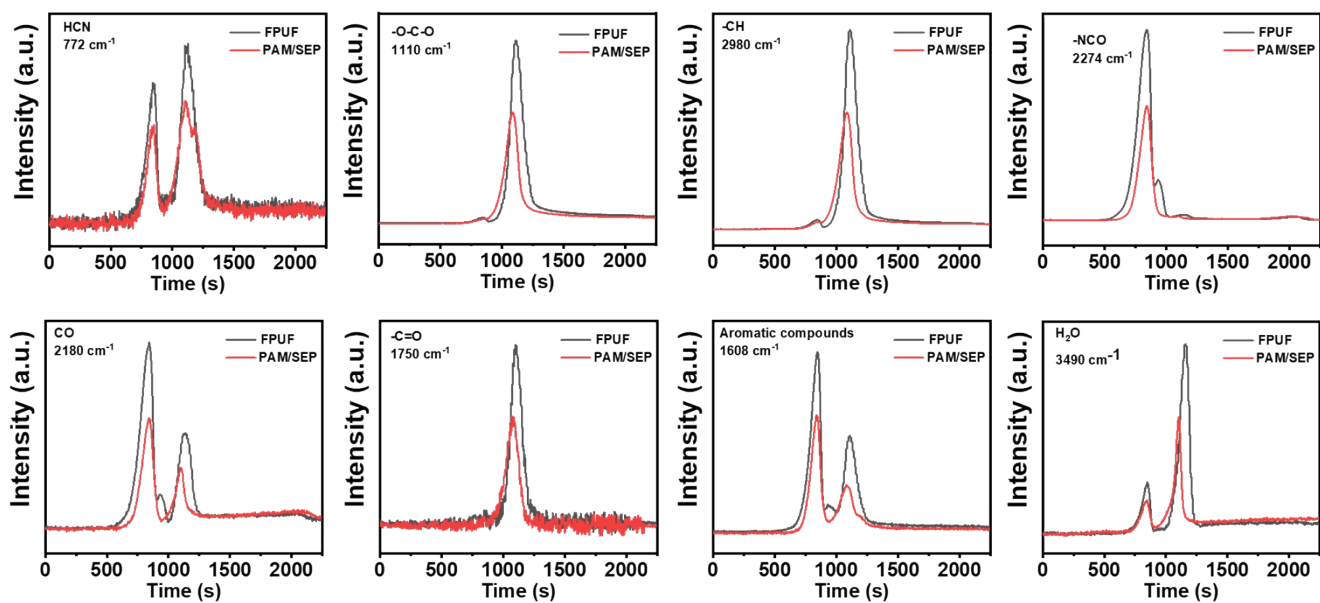 HCN
772 cm⁻¹
FPUF
PAM/SEP
Intensity (a.u.)
0 500 1000 1500 2000
Time (s)
-O-C-O
1110 cm⁻¹
FPUF
PAM/SEP
Intensity (a.u.)
0 500 1000 1500 2000
Time (s)
-CH
2980 cm⁻¹
FPUF
PAM/SEP
Intensity (a.u.)
0 500 1000 1500 2000
Time (s)
-NCO
2274 cm⁻¹
FPUF
PAM/SEP
Intensity (a.u.)
0 500 1000 1500 2000
Time (s)
CO
2180 cm⁻¹
FPUF
PAM/SEP
Intensity (a.u.)
0 500 1000 1500 2000
Time (s)
-C=O
1750 cm⁻¹
FPUF
PAM/SEP
Intensity (a.u.)
0 500 1000 1500 2000
Time (s)
Aromatic compounds
1608 cm⁻¹
FPUF
PAM/SEP
Intensity (a.u.)
0 500 1000 1500 2000
Time (s)
H₂O
3490 cm⁻¹
FPUF
PAM/SEP
Intensity (a.u.)
0 500 1000 1500 2000
Time (s)